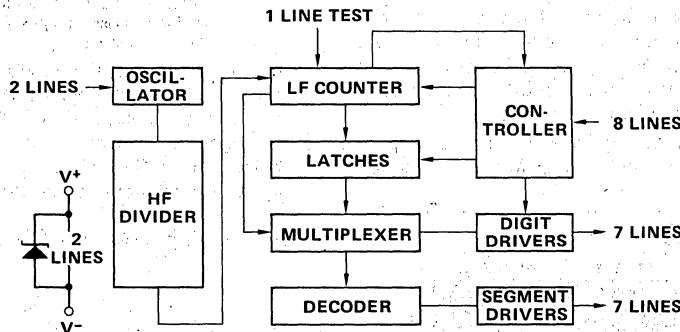 1 LINE TEST
2 LINES
OSCIL-
LATOR
LF COUNTER
CON-
TROLLER
8 LINES
LATCHES
HF
DIVIDER
V+
2
LINES
V−
MULTIPLEXER
DIGIT
DRIVERS
7 LINES
DECODER
SEGMENT
DRIVERS
7 LINES